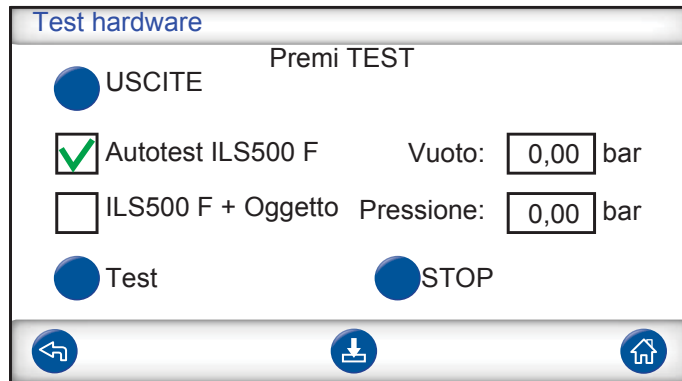 Test hardware
Premi TEST
USCITE
Autotest ILS500 F Vuoto: 0,00 bar
ILS500 F + Oggetto Pressione: 0,00 bar
Test STOP